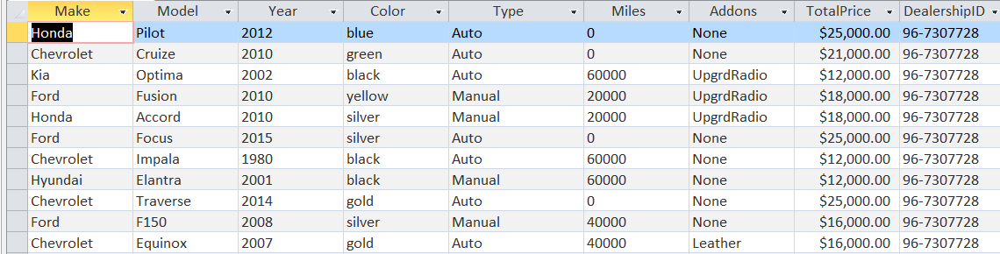 Make Model Year Color Type Miles Addons TotalPrice DealershipID
Honda Pilot 2012 blue Auto 0 None $25,000.00 96-7307728
Chevrolet Cruize 2010 green Auto 0 None $21,000.00 96-7307728
Kia Optima 2002 black Auto 60000 UpgrdRadio $12,000.00 96-7307728
Ford Fusion 2010 yellow Manual 20000 UpgrdRadio $18,000.00 96-7307728
Honda Accord 2010 silver Manual 20000 UpgrdRadio $18,000.00 96-7307728
Ford Focus 2015 silver Auto 0 None $25,000.00 96-7307728
Chevrolet Impala 1980 black Auto 60000 None $12,000.00 96-7307728
Hyundai Elantra 2001 black Manual 60000 None $12,000.00 96-7307728
Chevrolet Traverse 2014 gold Auto 0 None $25,000.00 96-7307728
Ford F150 2008 silver Manual 40000 None $16,000.00 96-7307728
Chevrolet Equinox 2007 gold Auto 40000 Leather $16,000.00 96-7307728